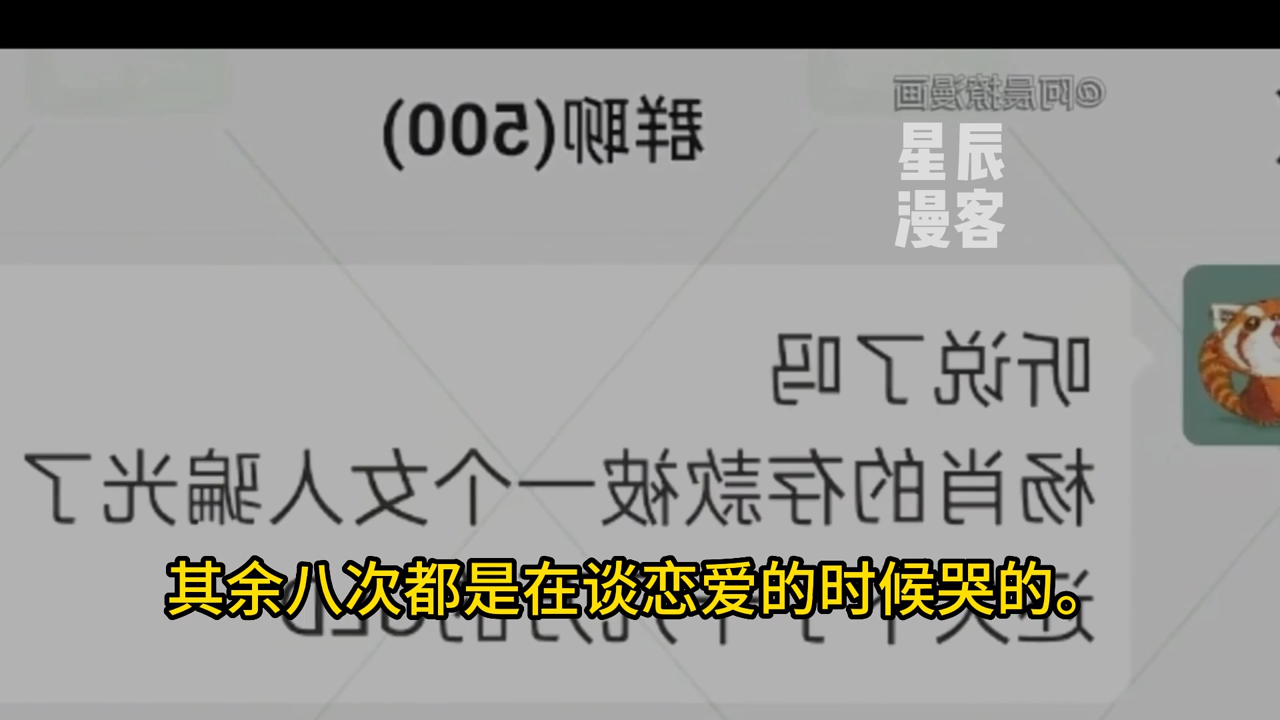 @阿晨撩漫画
群聊(500)
星辰
漫客
听说了吗
杨肖的存款被一个女人骗光了
其余八次都是在谈恋爱的时候哭的。